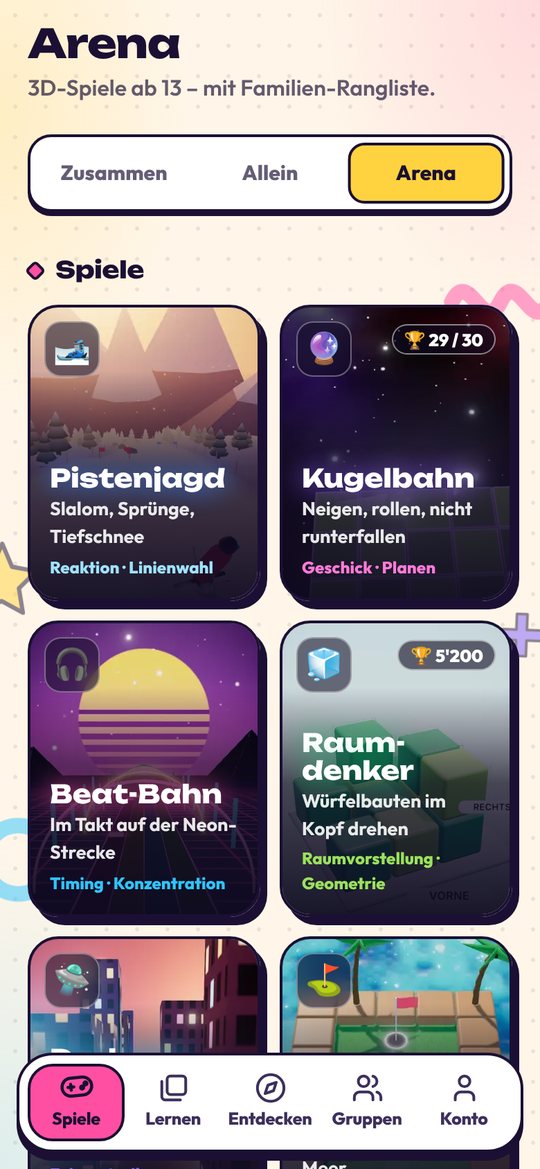 Arena
3D-Spiele ab 13 – mit Familien-Rangliste.
Zusammen
Allein
Arena
Spiele
Pistenjagd
Slalom, Sprünge,
Tiefschnee
Reaktion · Linienwahl
29 / 30
Kugelbahn
Neigen, rollen, nicht
runterfallen
Geschick · Planen
Beat-Bahn
Im Takt auf der Neon-
Strecke
Timing · Konzentration
5'200
Raum-
denker
Würfelbauten im
Kopf drehen
Raumvorstellung ·
Geometrie
RECHTS
VORNE
Spiele
Lernen
Entdecken
Gruppen
Konto